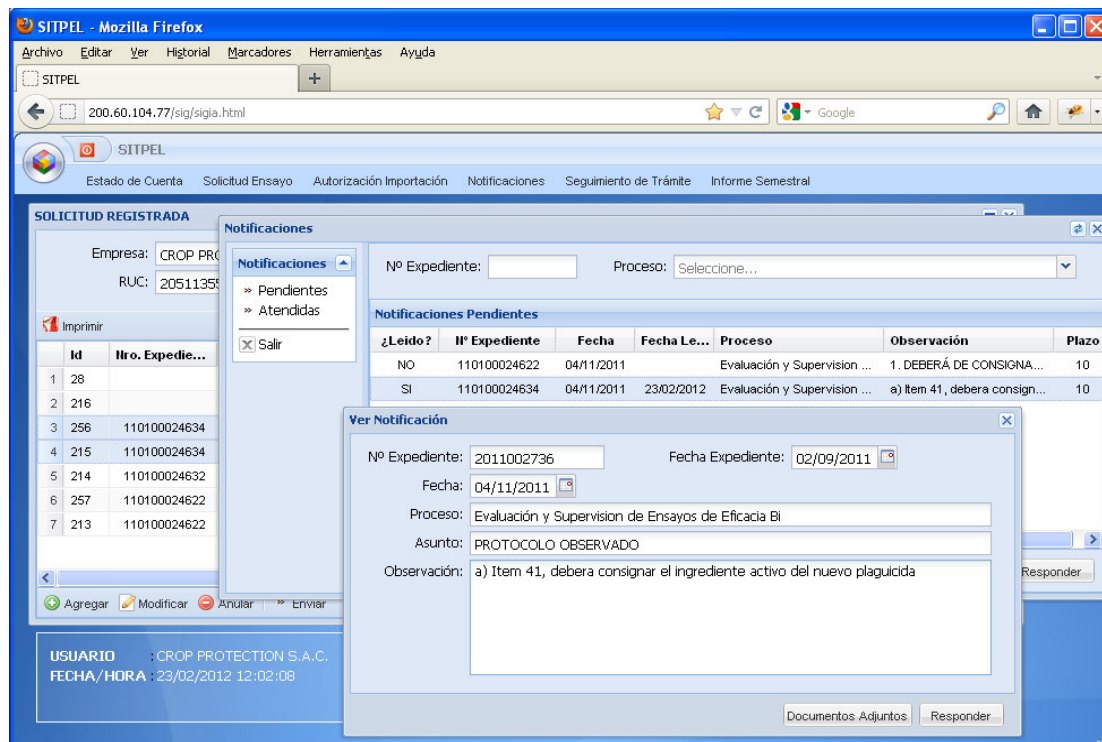 SITPEL - Mozilla Firefox
Archivo Editar Ver Historial Marcadores Herramientas Ayuda
SITPEL
200.60.104.77/sig/sigia.html
Google
SITPEL
Estado de Cuenta Solicitud Ensayo Autorización Importación Notificaciones Seguimiento de Trámite Informe Semestral
SOLICITUD REGISTRADA
Empresa: CROP PRO
RUC: 20511355
Imprimir
Id Nro. Expedie...
1 28
2 216
3 256 110100024634
4 215 110100024634
5 214 110100024632
6 257 110100024622
7 213 110100024622
Agregar Modificar Anular » Enviar
Notificaciones
Notificaciones
» Pendientes
» Atendidas
Salir
Nº Expediente: Proceso: Seleccione...
Notificaciones Pendientes
¿Leido? Nº Expediente Fecha Fecha Le... Proceso Observación Plazo
NO 110100024622 04/11/2011 Evaluación y Supervision ... 1. DEBERÁ DE CONSIGNA... 10
SI 110100024634 04/11/2011 23/02/2012 Evaluación y Supervision ... a) Item 41, debera consign... 10
Responder
Ver Notificación
Nº Expediente: 2011002736 Fecha Expediente: 02/09/2011
Fecha: 04/11/2011
Proceso: Evaluación y Supervision de Ensayos de Eficacia Bi
Asunto: PROTOCOLO OBSERVADO
Observación: a) Item 41, debera consignar el ingrediente activo del nuevo plaguicida
Documentos Adjuntos Responder
USUARIO : CROP PROTECTION S.A.C.
FECHA/HORA : 23/02/2012 12:02:08